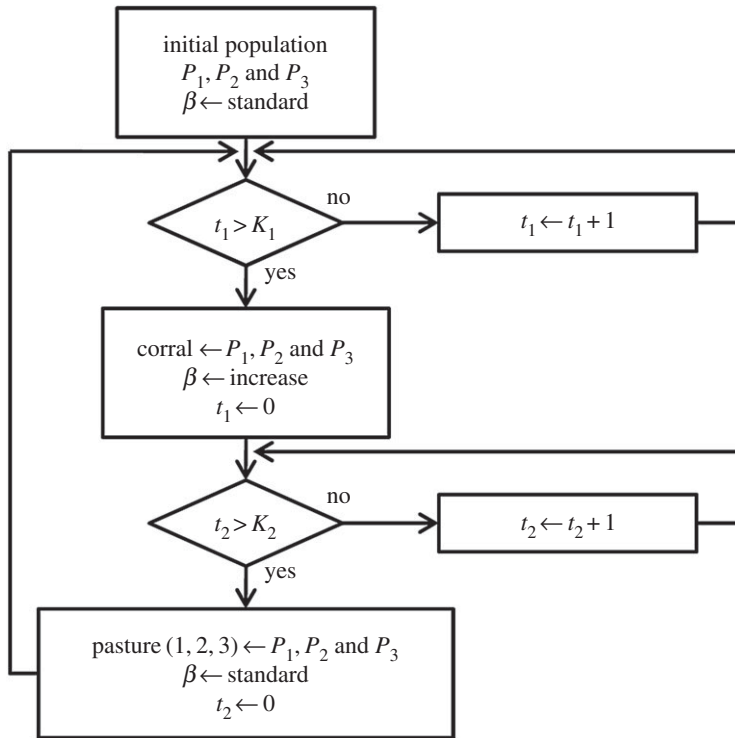 initial population
P₁, P₂ and P₃
β ← standard
no
t₁ > K₁
t₁ ← t₁ + 1
yes
corral ← P₁, P₂ and P₃
β ← increase
t₁ ← 0
no
t₂ > K₂
t₂ ← t₂ + 1
yes
pasture (1, 2, 3) ← P₁, P₂ and P₃
β ← standard
t₂ ← 0